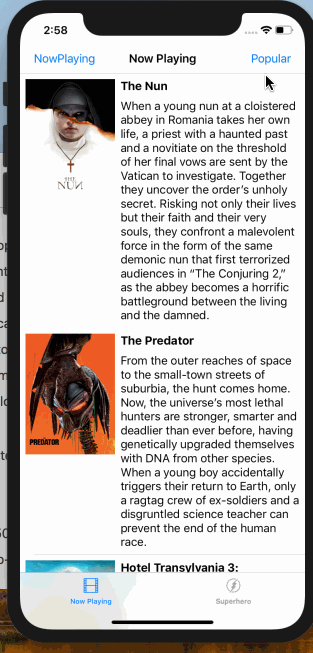 2:58
NowPlaying Now Playing Popular
The Nun
When a young nun at a cloistered
abbey in Romania takes her own
life, a priest with a haunted past
and a novitiate on the threshold
of her final vows are sent by the
Vatican to investigate. Together
they uncover the order's unholy
secret. Risking not only their lives
but their faith and their very
souls, they confront a malevolent
force in the form of the same
demonic nun that first terrorized
audiences in “The Conjuring 2,”
as the abbey becomes a horrific
battleground between the living
and the damned.
THE
NUN
The Predator
From the outer reaches of space
to the small-town streets of
suburbia, the hunt comes home.
Now, the universe's most lethal
hunters are stronger, smarter and
deadlier than ever before, having
genetically upgraded themselves
with DNA from other species.
When a young boy accidentally
triggers their return to Earth, only
a ragtag crew of ex-soldiers and a
disgruntled science teacher can
prevent the end of the human
race.
PREDATOR
Hotel Transylvania 3:
Now Playing Superhero